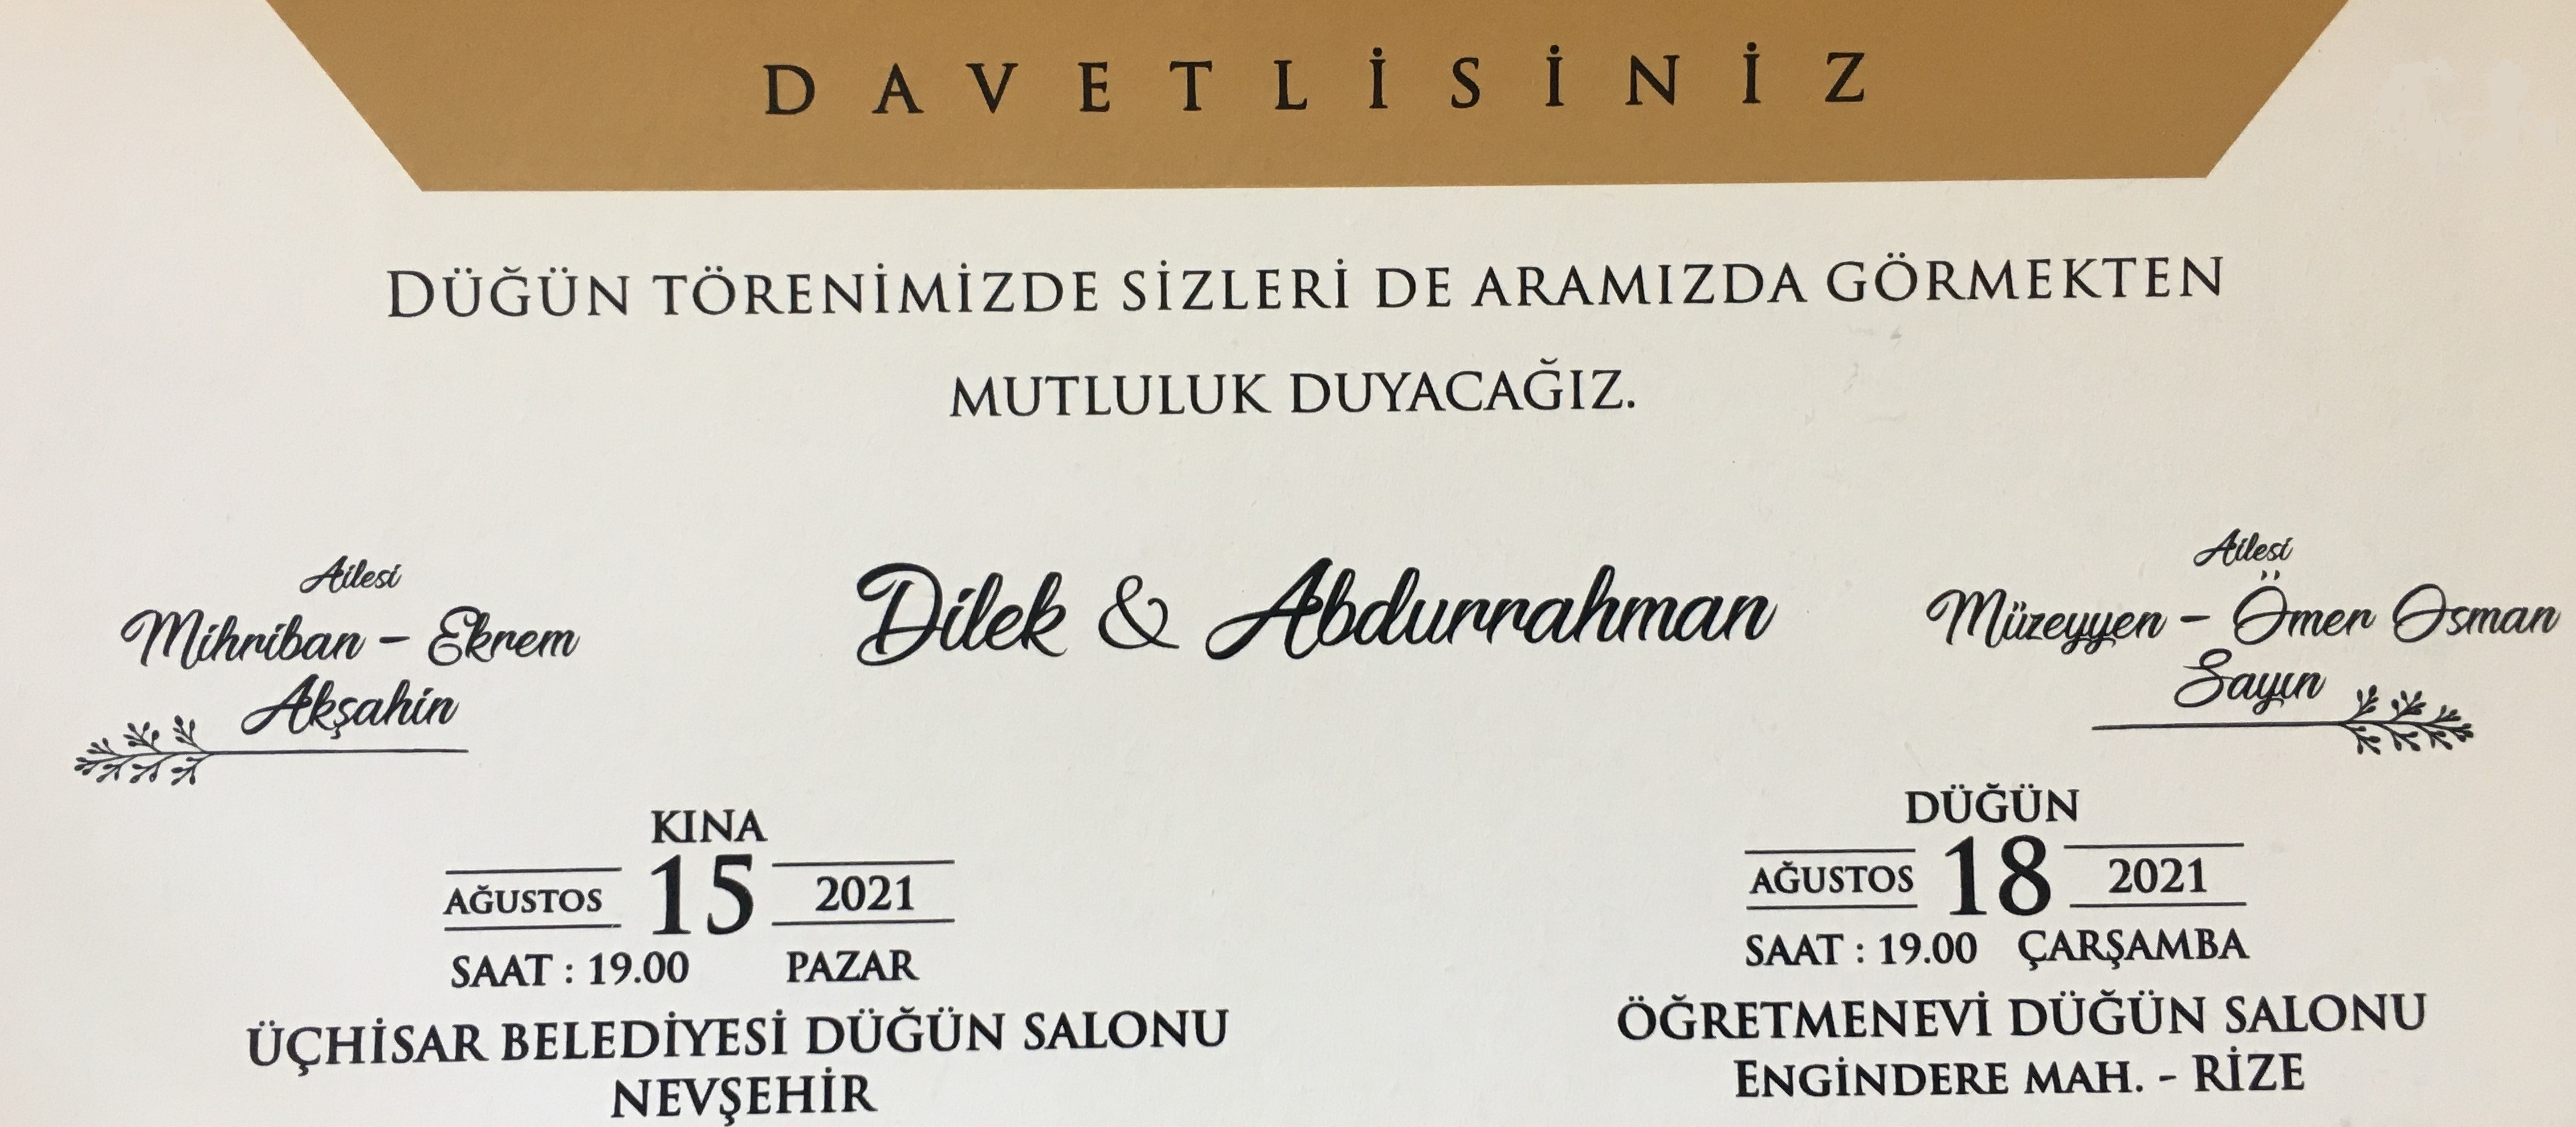 DAVETLİSİNİZ
DÜĞÜN TÖRENİMİZDE SİZLERİ DE ARAMIZDA GÖRMEKTEN
MUTLULUK DUYACAĞIZ.
Ailesi
Mihriban - Ekrem
Akşahin
Dilek & Abdurrahman
Ailesi
Müzeyyen - Ömer Osman
Sayın
KINA
AĞUSTOS 15 2021
SAAT : 19.00 PAZAR
ÜÇHİSAR BELEDİYESİ DÜĞÜN SALONU
NEVŞEHİR
DÜĞÜN
AĞUSTOS 18 2021
SAAT : 19.00 ÇARŞAMBA
ÖĞRETMENEVİ DÜĞÜN SALONU
ENGİNDERE MAH. - RİZE